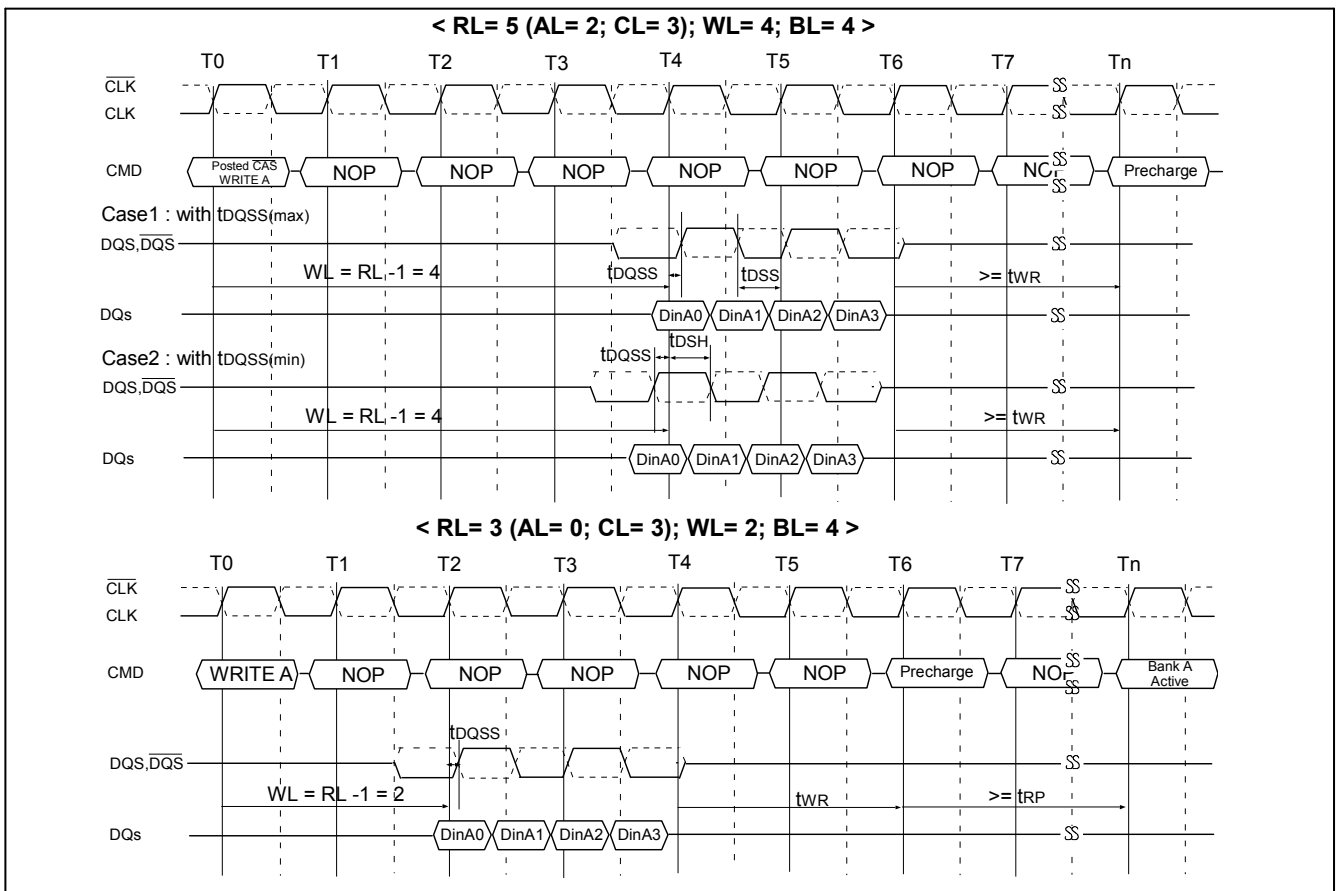 < RL= 5 (AL= 2; CL= 3); WL= 4; BL= 4 >
T0 T1 T2 T3 T4 T5 T6 T7 Tn
CLK
CLK
CMD Posted CAS WRITE A NOP NOP NOP NOP NOP NOP NOP Precharge
Case1 : with tDQSS(max)
DQS,DQS
WL = RL -1 = 4 tDQSS tDSS >= tWR
DQs DinA0 DinA1 DinA2 DinA3
Case2 : with tDQSS(min) tDQSS tDSH
DQS,DQS
WL = RL -1 = 4 >= tWR
DQs DinA0 DinA1 DinA2 DinA3
< RL= 3 (AL= 0; CL= 3); WL= 2; BL= 4 >
T0 T1 T2 T3 T4 T5 T6 T7 Tn
CLK
CLK
CMD WRITE A NOP NOP NOP NOP NOP Precharge NOP Bank A Active
tDQSS
DQS,DQS
WL = RL -1 = 2 tWR >= tRP
DQs DinA0 DinA1 DinA2 DinA3